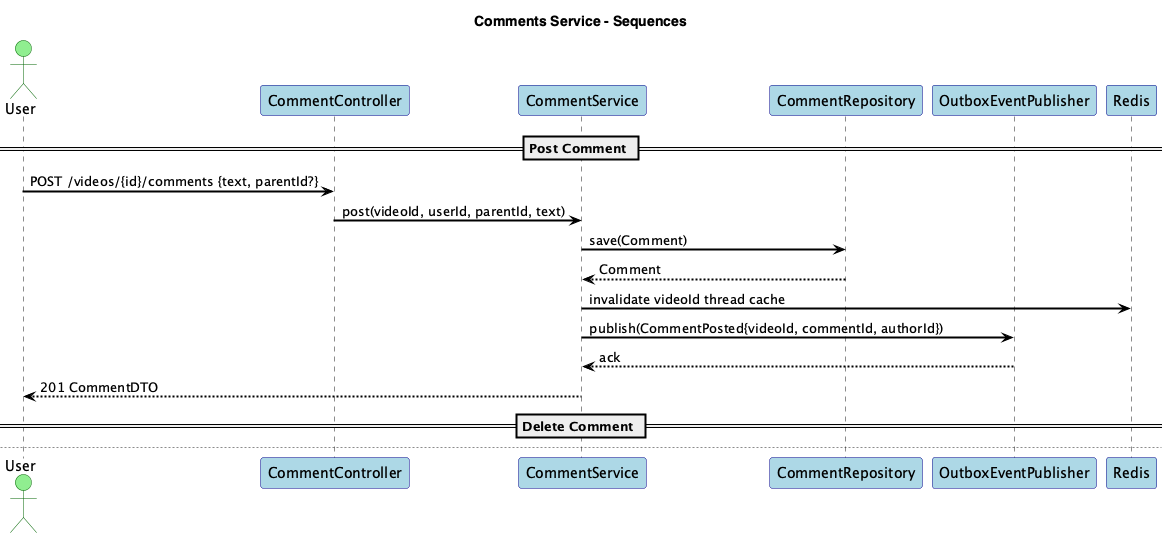 Comments Service - Sequences
User
CommentController
CommentService
CommentRepository
OutboxEventPublisher
Redis
Post Comment
POST /videos/{id}/comments {text, parentId?}
post(videoId, userId, parentId, text)
save(Comment)
Comment
invalidate videoId thread cache
publish(CommentPosted{videoId, commentId, authorId})
ack
201 CommentDTO
Delete Comment
User
CommentController
CommentService
CommentRepository
OutboxEventPublisher
Redis